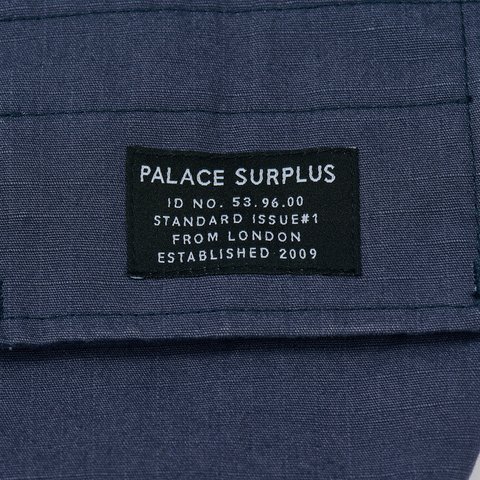 PALACE SURPLUS
ID NO. 53.96.00
STANDARD ISSUE#1
FROM LONDON
ESTABLISHED 2009